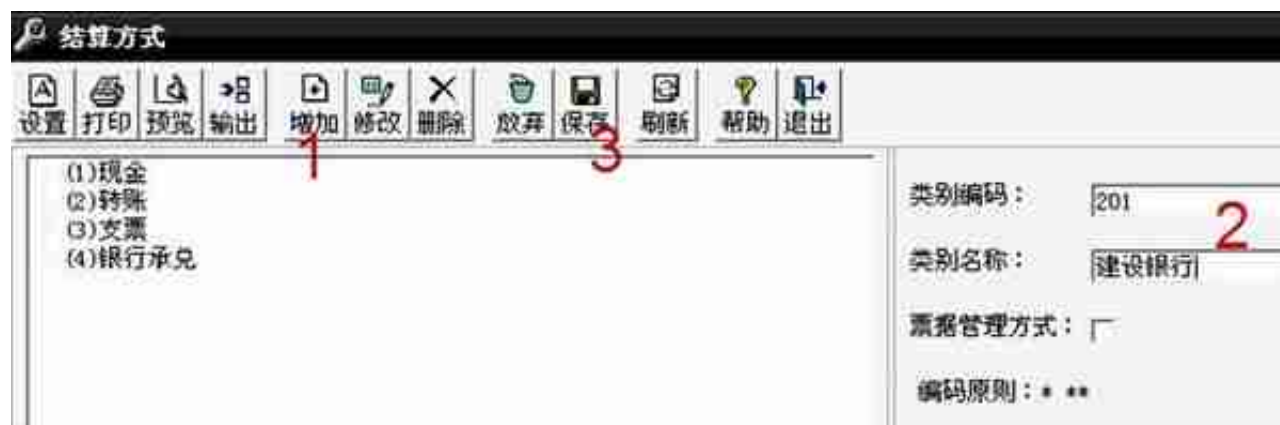 结算方式
设置 打印 预览 输出 增加 修改 删除 放弃 保存 刷新 帮助 退出
1 3
(1)现金
(2)转账
(3)支票
(4)银行承兑
类别编码： 201
2
类别名称： 建设银行
票据管理方式：
编码原则：* **